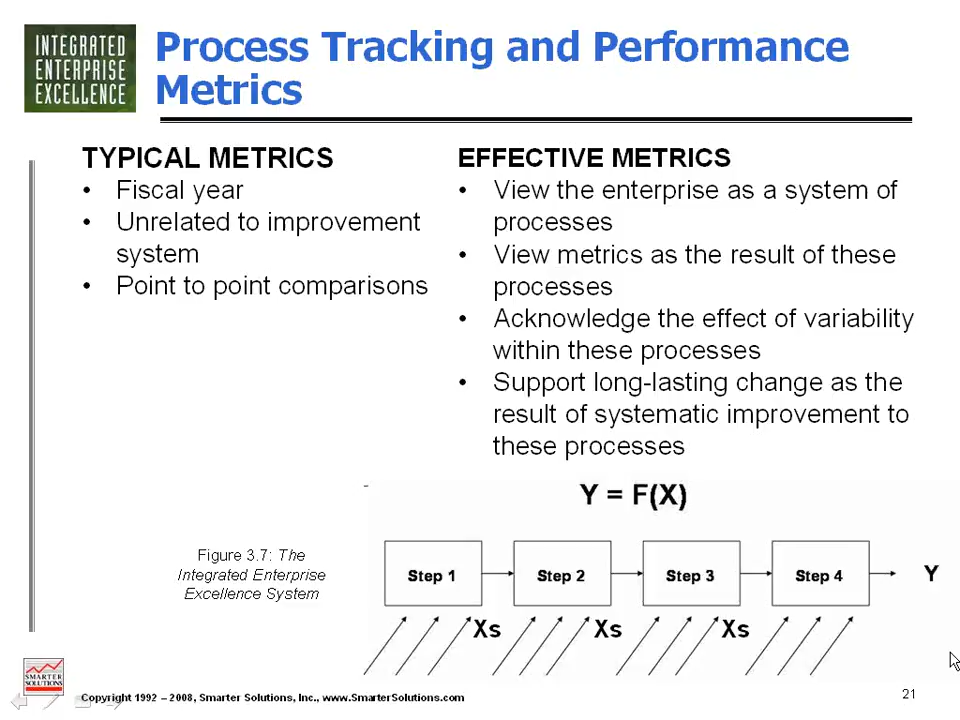 INTEGRATED
ENTERPRISE
EXCELLENCE
Process Tracking and Performance
Metrics
TYPICAL METRICS
• Fiscal year
• Unrelated to improvement
system
• Point to point comparisons
EFFECTIVE METRICS
• View the enterprise as a system of
processes
• View metrics as the result of these
processes
• Acknowledge the effect of variability
within these processes
• Support long-lasting change as the
result of systematic improvement to
these processes
Y = F(X)
Figure 3.7: The
Integrated Enterprise
Excellence System
Step 1
Step 2
Step 3
Step 4
Y
Xs
Xs
Xs
SMARTER
SOLUTIONS
Copyright 1992 – 2008, Smarter Solutions, Inc., www.SmarterSolutions.com
21